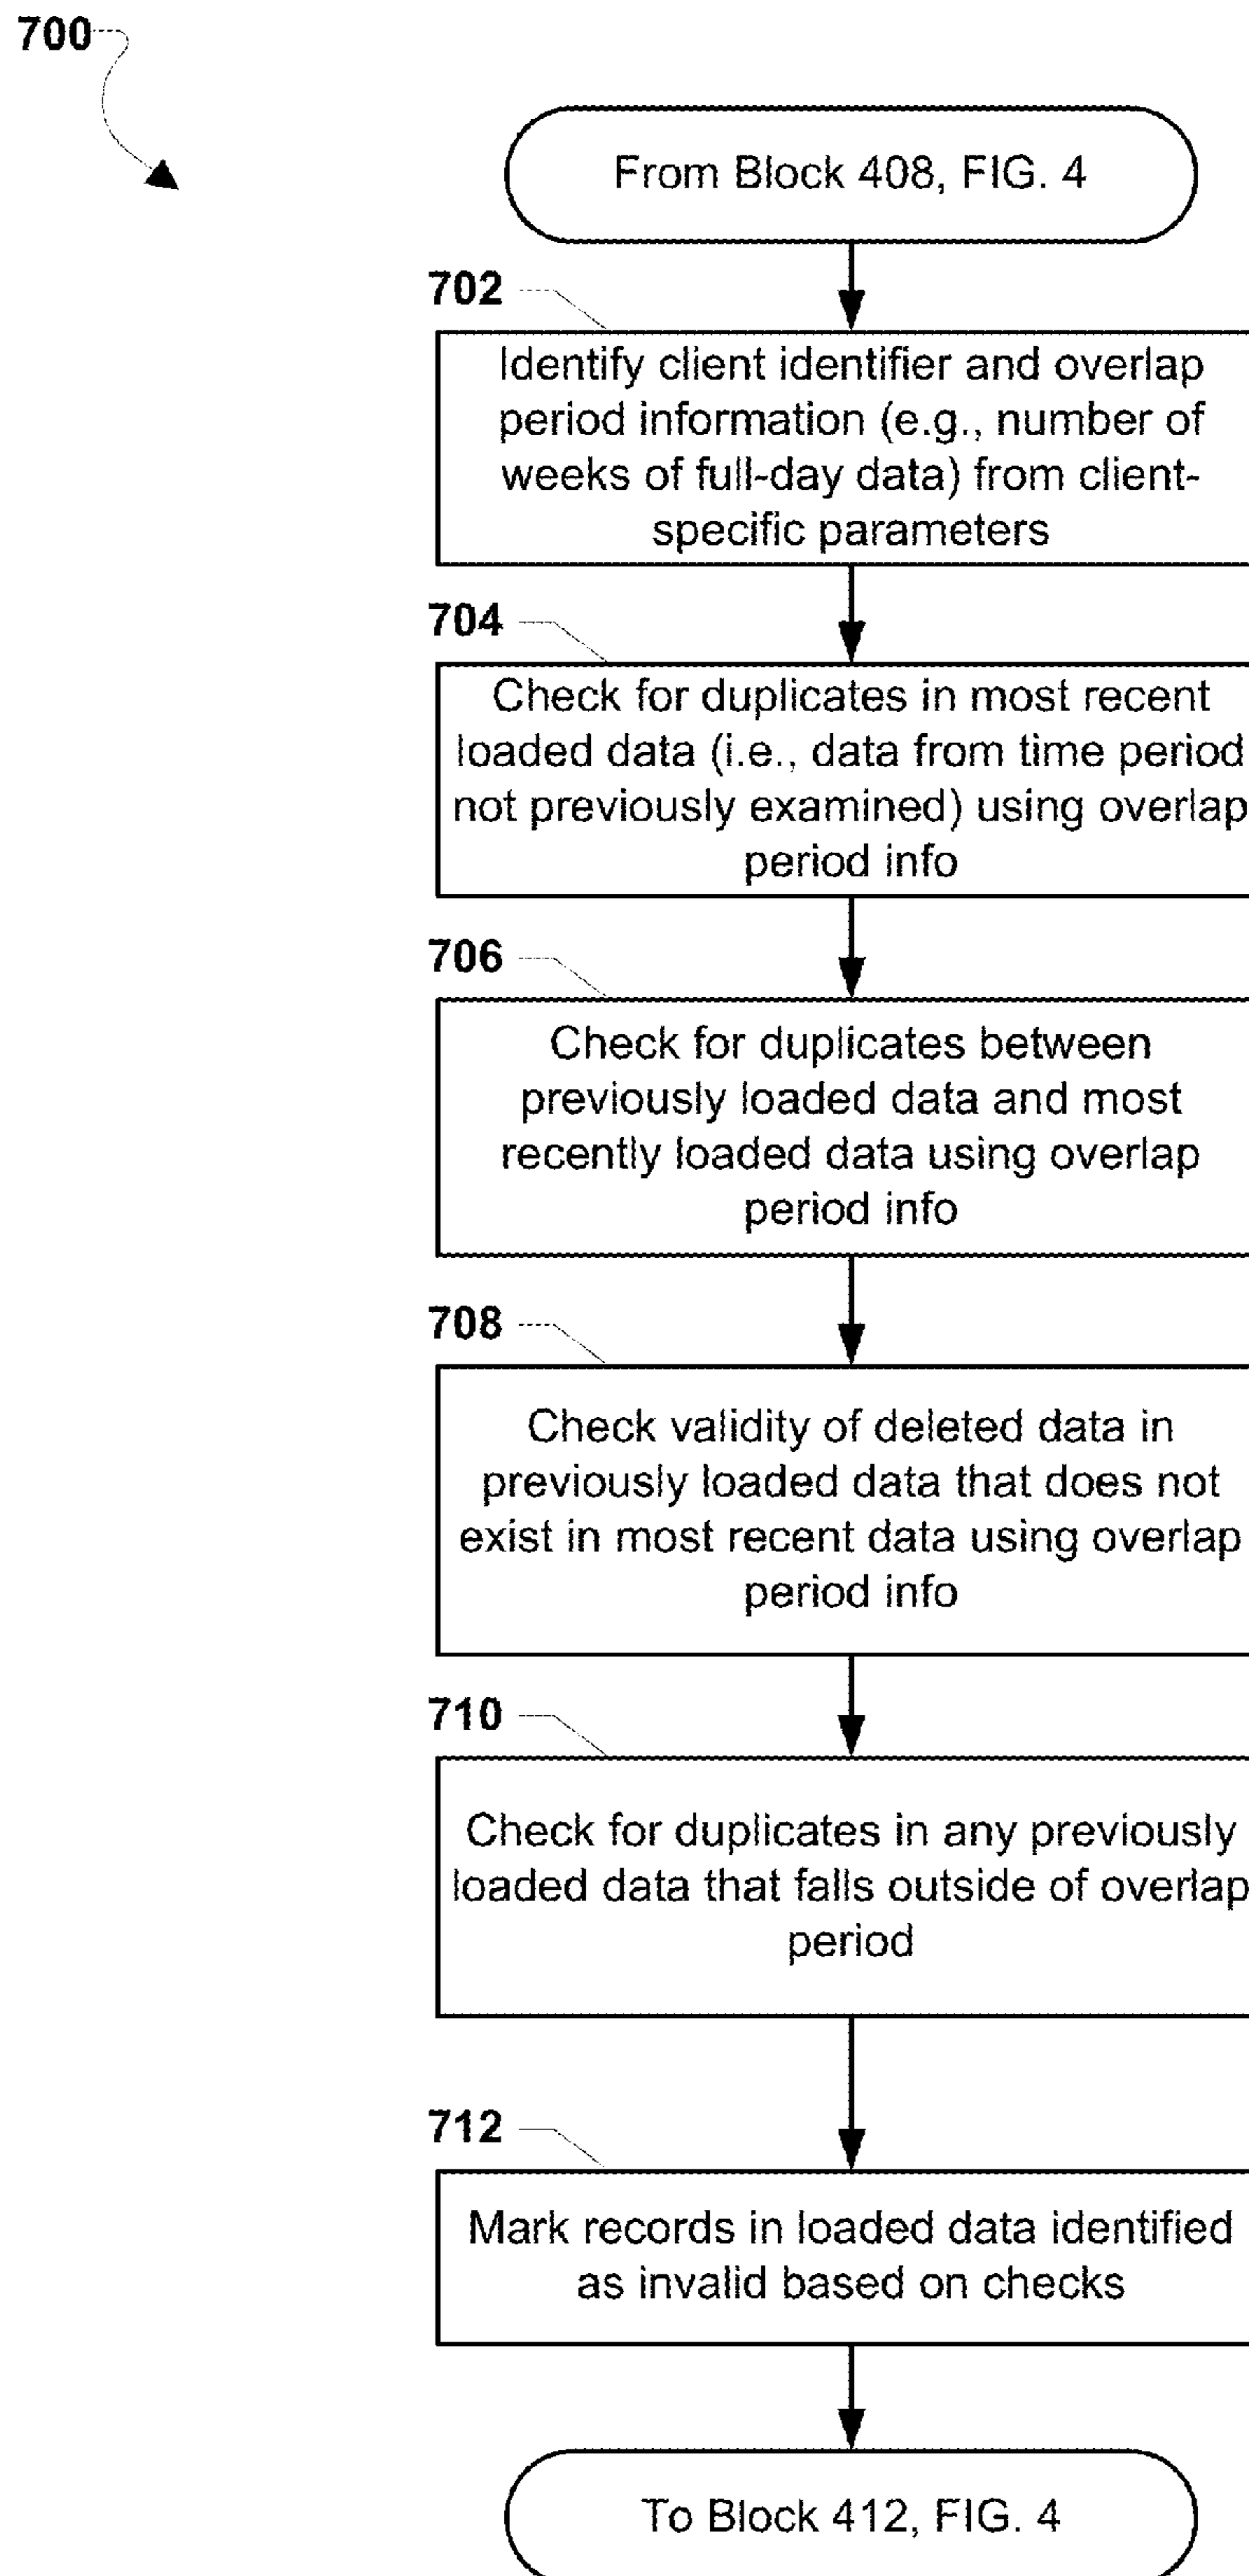 700
From Block 408, FIG. 4
702
Identify client identifier and overlap
period information (e.g., number of
weeks of full-day data) from client-
specific parameters
704
Check for duplicates in most recent
loaded data (i.e., data from time period
not previously examined) using overlap
period info
706
Check for duplicates between
previously loaded data and most
recently loaded data using overlap
period info
708
Check validity of deleted data in
previously loaded data that does not
exist in most recent data using overlap
period info
710
Check for duplicates in any previously
loaded data that falls outside of overlap
period
712
Mark records in loaded data identified
as invalid based on checks
To Block 412, FIG. 4